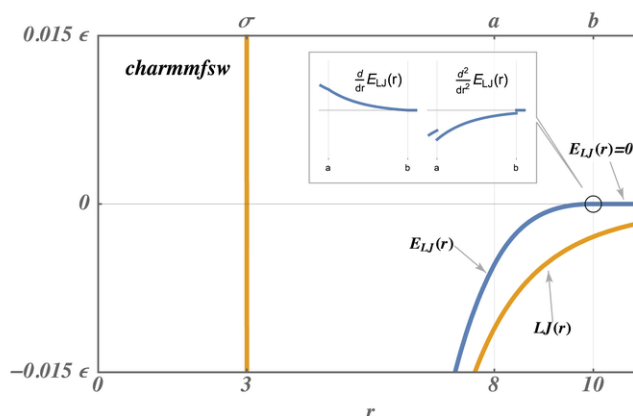 σ a b
0.015 ϵ
charmmfsw
d/dr E_LJ(r) d²/dr² E_LJ(r)
a b a b
E_LJ(r)=0
0
E_LJ(r)
LJ(r)
-0.015 ϵ
0 3 8 10
r